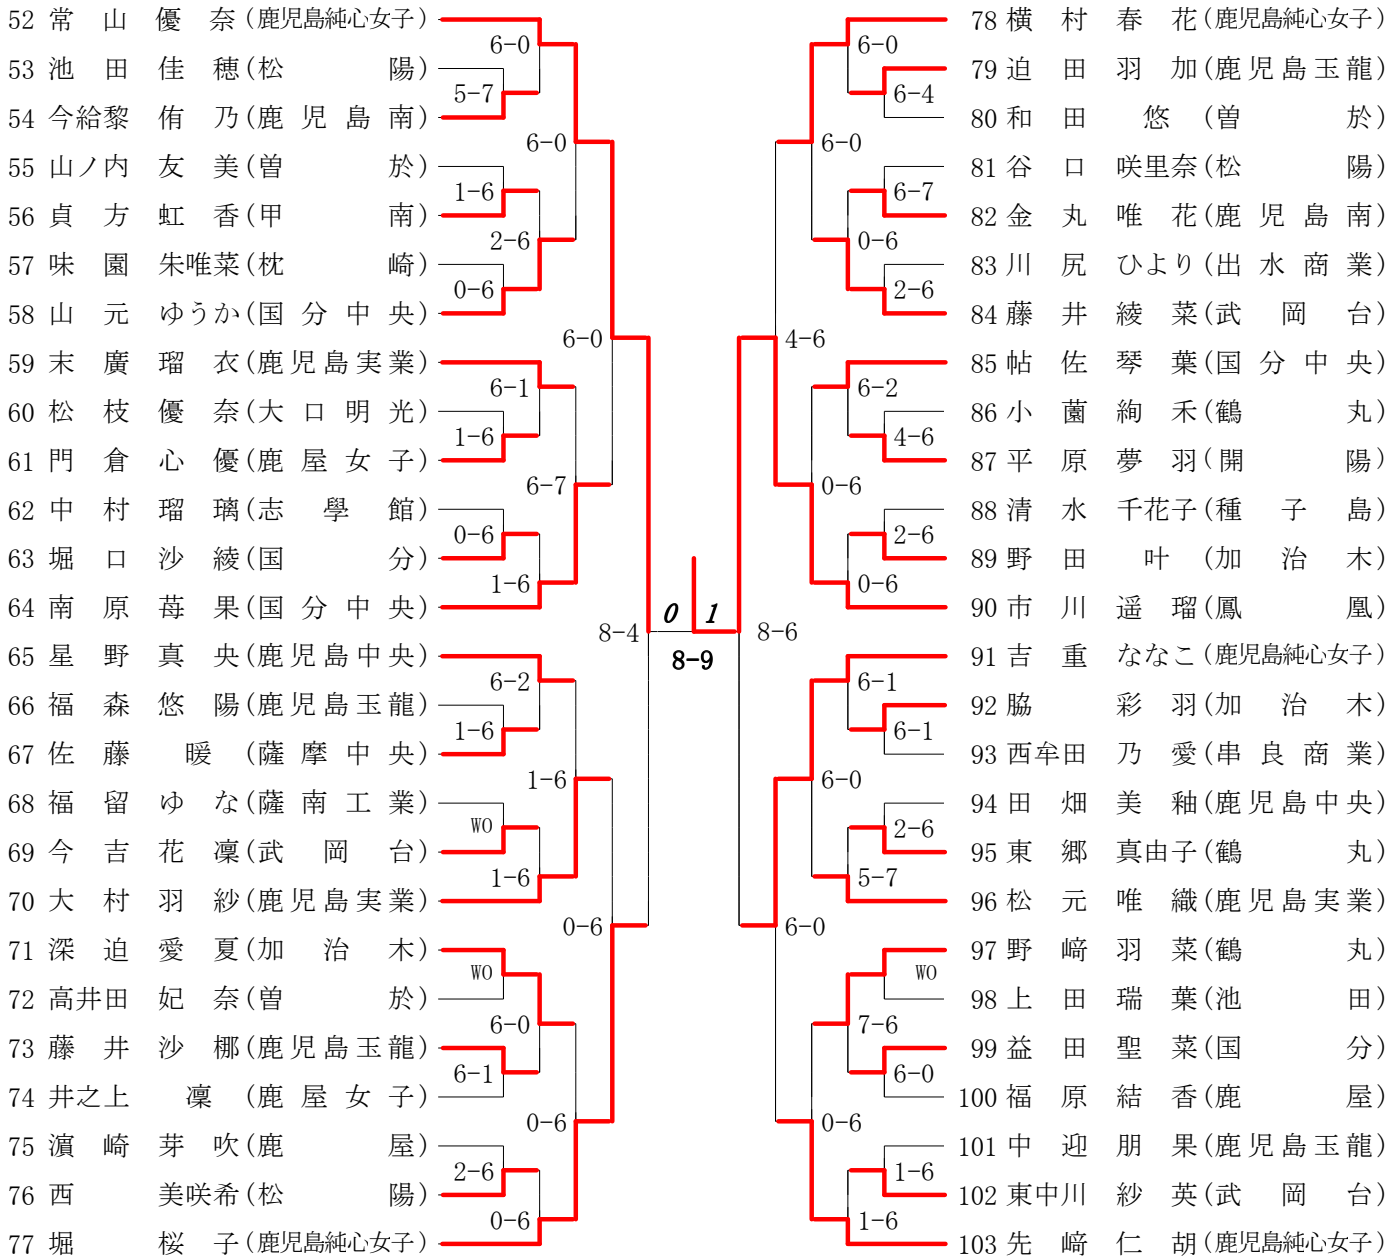 52 常山優奈(鹿児島純心女子)
53 池田佳穂(松陽)
54 今給黎侑乃(鹿児島南)
55 山ノ内友美(曽於)
56 貞方虹香(甲南)
57 味園朱唯菜(枕崎)
58 山元ゆうか(国分中央)
59 末廣瑠衣(鹿児島実業)
60 松枝優奈(大口明光)
61 門倉心優(鹿屋女子)
62 中村瑠璃(志學館)
63 堀口沙綾(国分)
64 南原苺果(国分中央)
65 星野真央(鹿児島中央)
66 福森悠陽(鹿児島玉龍)
67 佐藤暖(薩摩中央)
68 福留ゆな(薩南工業)
69 今吉花凜(武岡台)
70 大村羽紗(鹿児島実業)
71 深迫愛夏(加治木)
72 高井田妃奈(曽於)
73 藤井沙梛(鹿児島玉龍)
74 井之上凜(鹿屋女子)
75 濵崎芽吹(鹿屋)
76 西美咲希(松陽)
77 堀桜子(鹿児島純心女子)
6-0
5-7
6-0
1-6
2-6
0-6
6-0
6-1
1-6
6-7
0-6
1-6
8-4
6-2
1-6
1-6
WO
1-6
0-6
WO
6-0
6-1
0-6
2-6
0-6
0 1
8-9
6-0
6-4
6-0
6-7
0-6
2-6
4-6
6-2
4-6
0-6
2-6
0-6
8-6
6-1
6-1
6-0
2-6
5-7
6-0
WO
7-6
6-0
0-6
1-6
1-6
78 横村春花(鹿児島純心女子)
79 迫田羽加(鹿児島玉龍)
80 和田悠(曽於)
81 谷口咲里奈(松陽)
82 金丸唯花(鹿児島南)
83 川尻ひより(出水商業)
84 藤井綾菜(武岡台)
85 帖佐琴葉(国分中央)
86 小薗絢禾(鶴丸)
87 平原夢羽(開陽)
88 清水千花子(種子島)
89 野田叶(加治木)
90 市川遥瑠(鳳凰)
91 吉重ななこ(鹿児島純心女子)
92 脇彩羽(加治木)
93 西牟田乃愛(串良商業)
94 田畑美釉(鹿児島中央)
95 東郷真由子(鶴丸)
96 松元唯織(鹿児島実業)
97 野﨑羽菜(鶴丸)
98 上田瑞葉(池田)
99 益田聖菜(国分)
100 福原結香(鹿屋)
101 中迎朋果(鹿児島玉龍)
102 東中川紗英(武岡台)
103 先﨑仁胡(鹿児島純心女子)